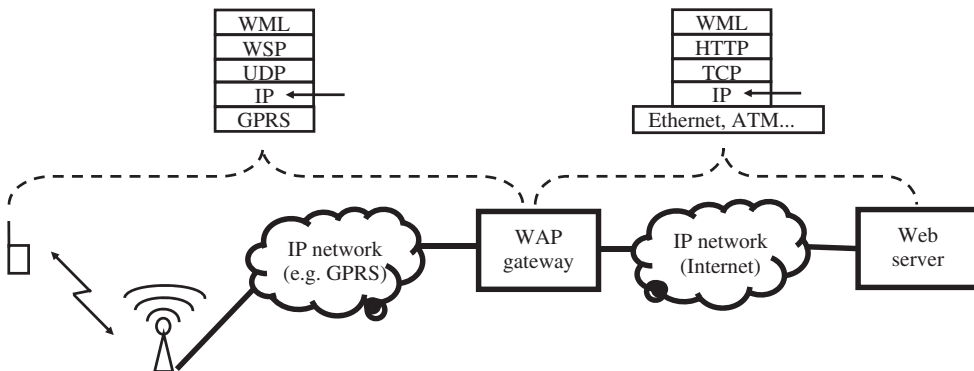 WML
WSP
UDP
IP
GPRS
WML
HTTP
TCP
IP
Ethernet, ATM...
IP network
(e.g. GPRS)
WAP
gateway
IP network
(Internet)
Web
server